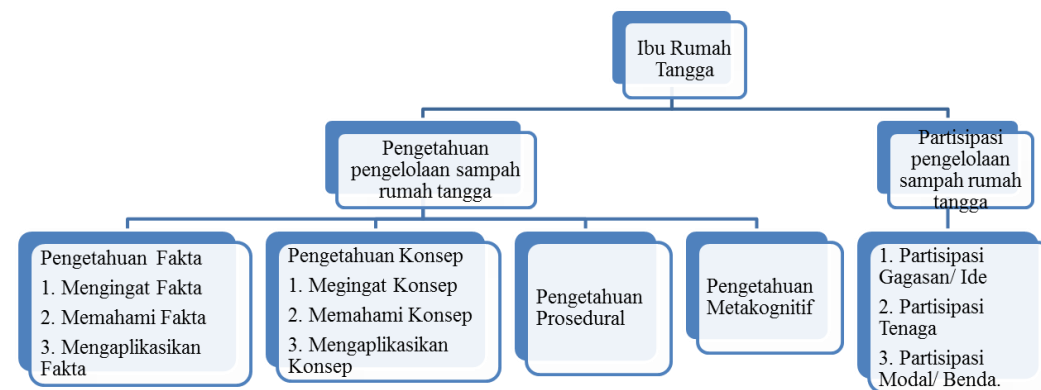 Ibu Rumah
Tangga
Pengetahuan
pengelolaan sampah
rumah tangga
Partisipasi
pengelolaan
sampah rumah
tangga
Pengetahuan Fakta
1. Mengingat Fakta
2. Memahami Fakta
3. Mengaplikasikan
Fakta
Pengetahuan Konsep
1. Megingat Konsep
2. Memahami Konsep
3. Mengaplikasikan
Konsep
Pengetahuan
Prosedural
Pengetahuan
Metakognitif
1. Partisipasi
Gagasan/ Ide
2. Partisipasi
Tenaga
3. Partisipasi
Modal/ Benda.